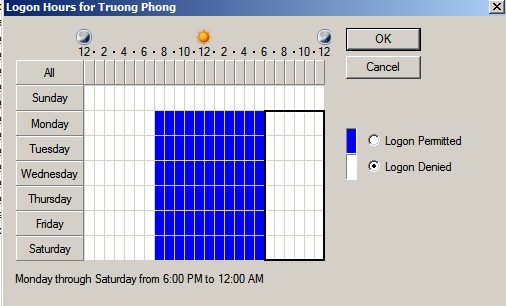 Logon Hours for Truong Phong
12 · 2 · 4 · 6 · 8 · 10 · 12 · 2 · 4 · 6 · 8 · 10 · 12
All
Sunday
Monday
Tuesday
Wednesday
Thursday
Friday
Saturday
OK
Cancel
Logon Permitted
Logon Denied
Monday through Saturday from 6:00 PM to 12:00 AM